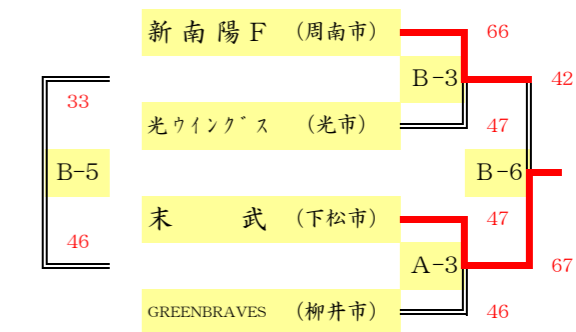 新南陽F (周南市) 66
B-3 42
33
光ウイングス (光市) 47
B-5 B-6
末 武 (下松市) 47
46
A-3 67
GREENBRAVES (柳井市) 46